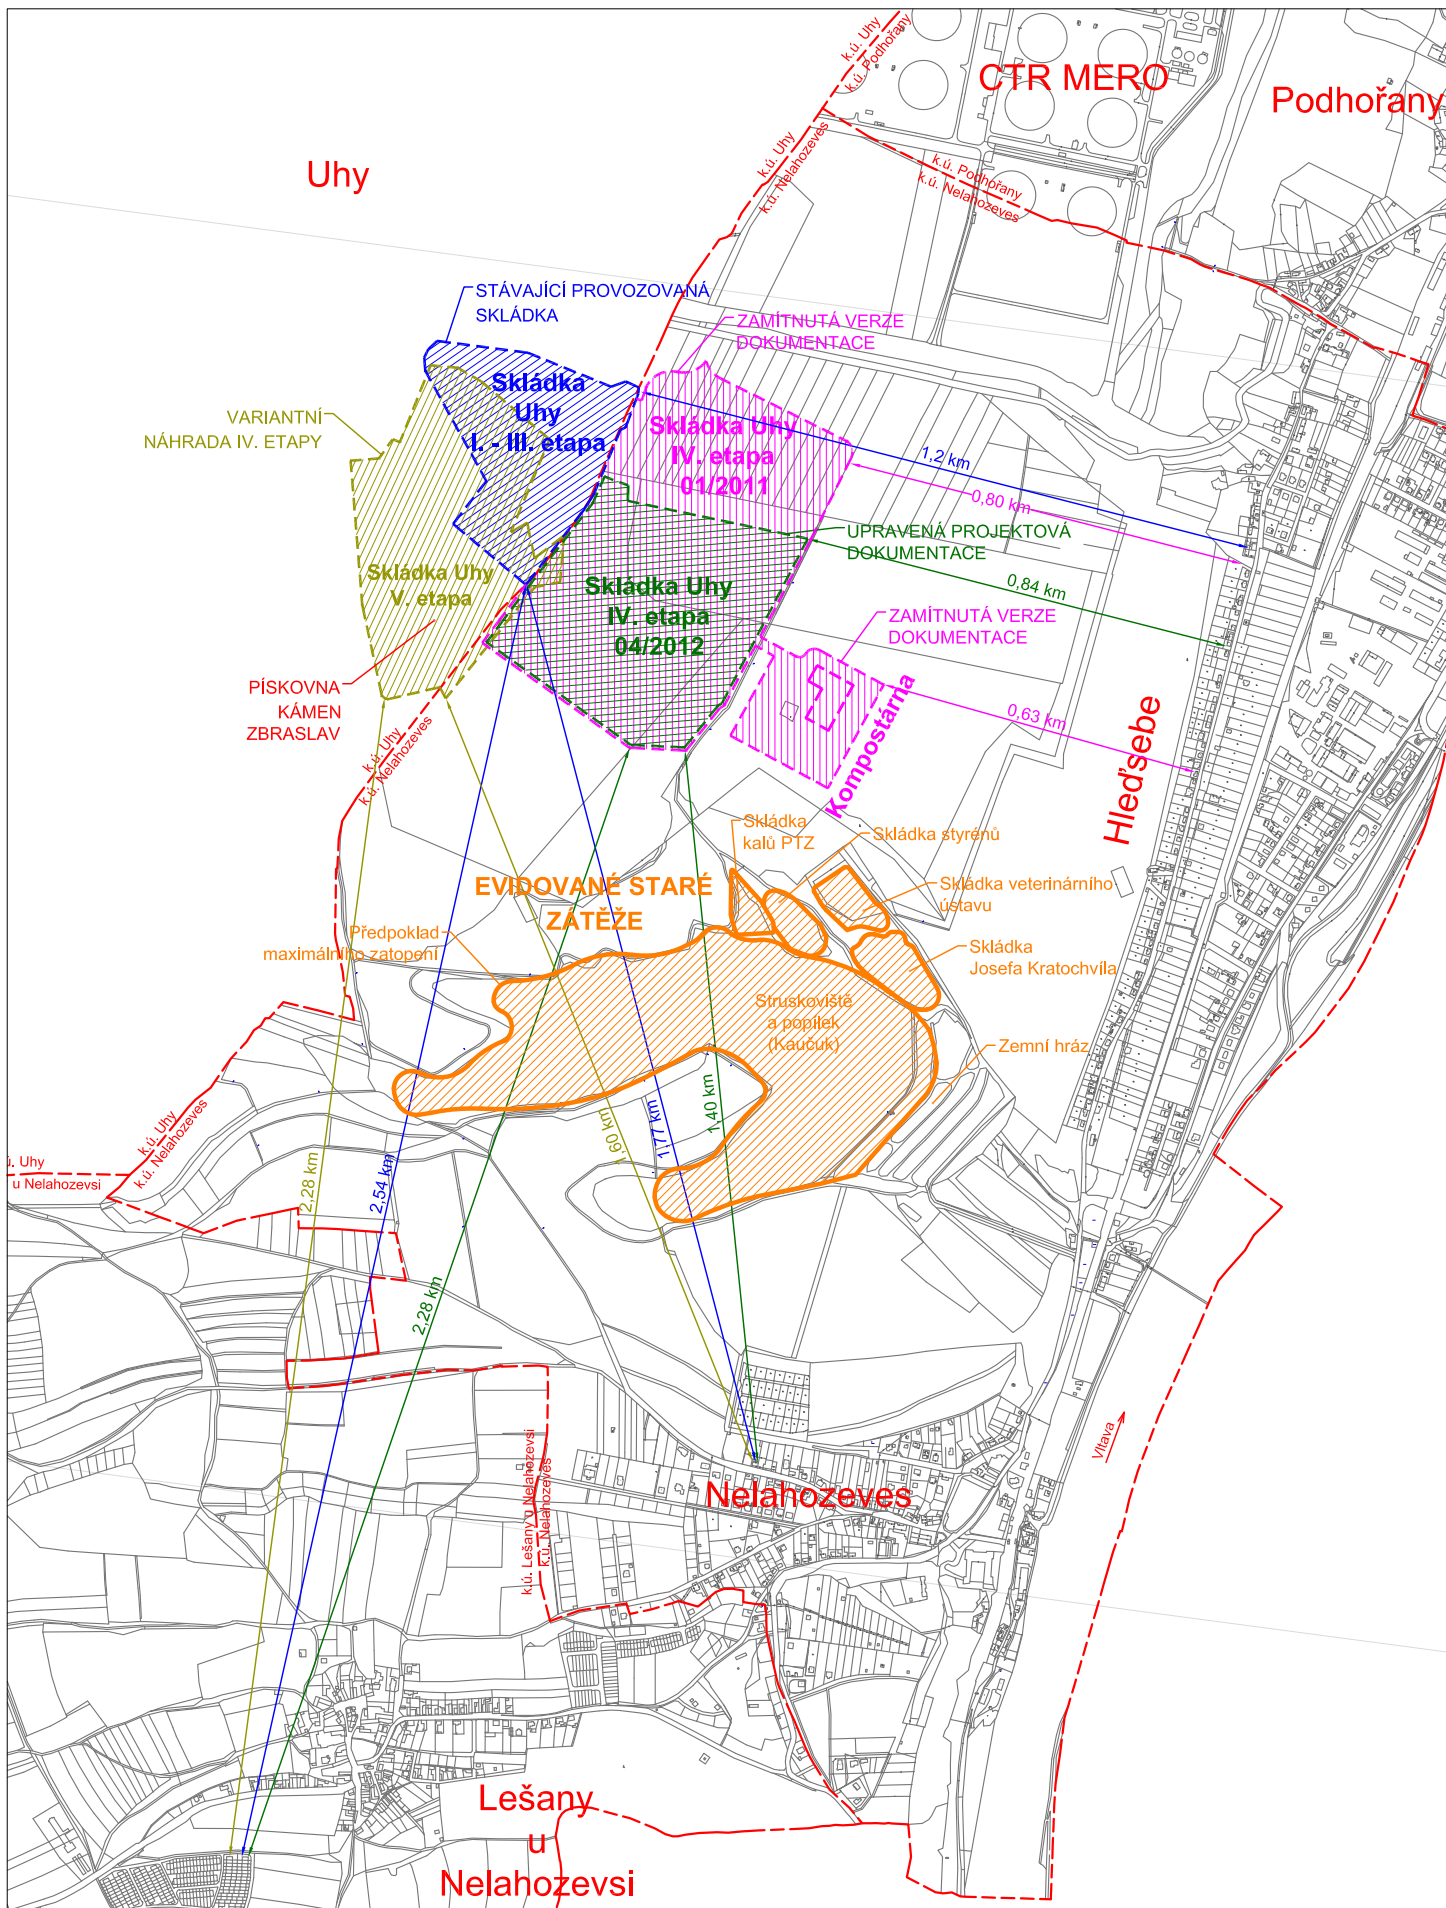 k.ú. Uhy
k.ú. Podhořany
CTR MERO
Podhořany
Uhy
k.ú. Uhy
k.ú. Nelahozeves
k.ú. Podhořany
k.ú. Nelahozeves
STÁVAJÍCÍ PROVOZOVANÁ
SKLÁDKA
ZAMÍTNUTÁ VERZE
DOKUMENTACE
VARIANTNÍ
NÁHRADA IV. ETAPY
Skládka
Uhy
I. - III. etapa
Skládka Uhy
IV. etapa
01/2011
1,2 km
0,80 km
UPRAVENÁ PROJEKTOVÁ
DOKUMENTACE
Skládka Uhy
V. etapa
Skládka Uhy
IV. etapa
04/2012
0,84 km
ZAMÍTNUTÁ VERZE
DOKUMENTACE
PÍSKOVNA
KÁMEN
ZBRASLAV
k.ú. Uhy
k.ú. Nelahozeves
Kompostárna
0,63 km
Hleďsebe
Skládka
kalů PTZ
Skládka styrénů
EVIDOVANÉ STARÉ
ZÁTĚŽE
Skládka veterinárního
ústavu
Předpoklad
maximálního zatopení
Skládka
Josefa Kratochvíla
Struskoviště
a popílek
(Kaučuk)
Zemní hráz
k.ú. Uhy
k.ú. Nelahozeves
ú. Uhy
u Nelahozevsi
2,28 km
2,54 km
2,28 km
1,60 km
1,77 km
1,40 km
Vltava
k.ú. Lešany u Nelahozevsi
k.ú. Nelahozeves
Nelahozeves
Lešany
u
Nelahozevsi